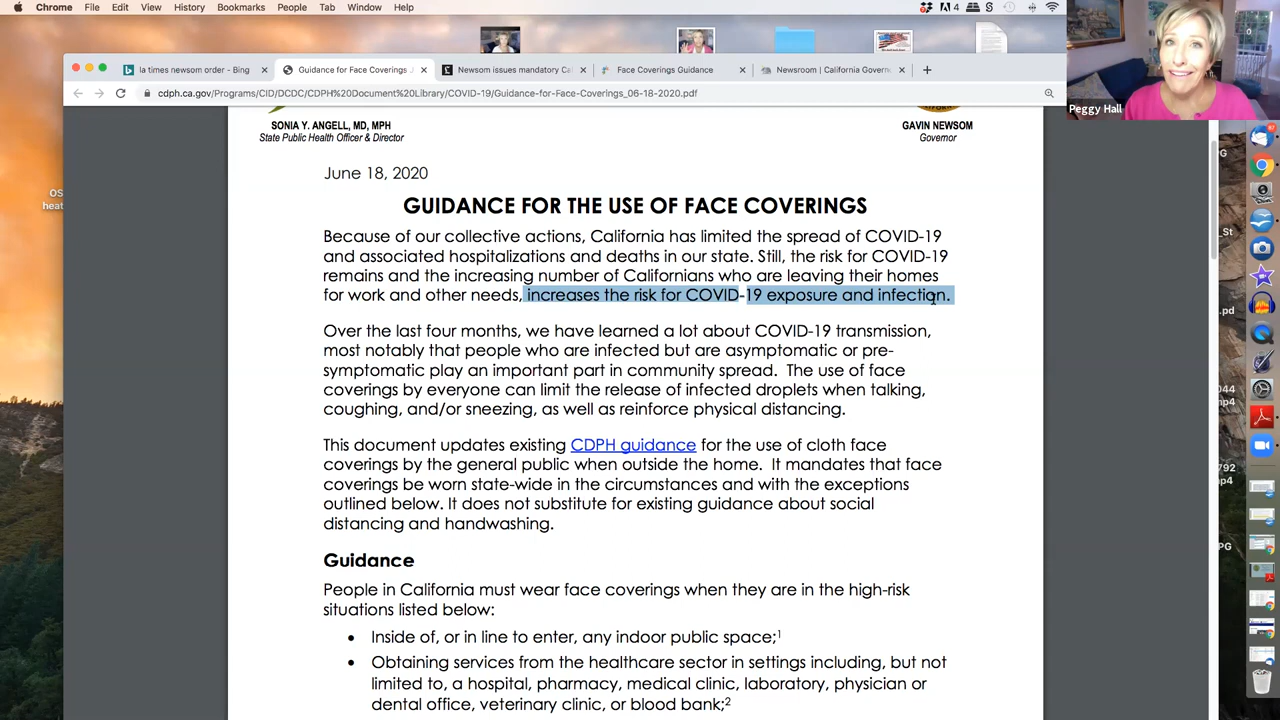 Chrome File Edit View History Bookmarks People Tab Window Help
4
la times newsom order - Bing
Guidance for Face Coverings
Newsom issues mandatory Cal
Face Coverings Guidance
Newsroom | California Govern
cdph.ca.gov/Programs/CID/DCDC/CDPH%20Document%20Library/COVID-19/Guidance-for-Face-Coverings_06-18-2020.pdf
Peggy Hall
SONIA Y. ANGELL, MD, MPH
State Public Health Officer & Director
GAVIN NEWSOM
Governor
June 18, 2020
GUIDANCE FOR THE USE OF FACE COVERINGS
Because of our collective actions, California has limited the spread of COVID-19
and associated hospitalizations and deaths in our state. Still, the risk for COVID-19
remains and the increasing number of Californians who are leaving their homes
for work and other needs, increases the risk for COVID-19 exposure and infection.
Over the last four months, we have learned a lot about COVID-19 transmission,
most notably that people who are infected but are asymptomatic or pre-
symptomatic play an important part in community spread. The use of face
coverings by everyone can limit the release of infected droplets when talking,
coughing, and/or sneezing, as well as reinforce physical distancing.
This document updates existing CDPH guidance for the use of cloth face
coverings by the general public when outside the home. It mandates that face
coverings be worn state-wide in the circumstances and with the exceptions
outlined below. It does not substitute for existing guidance about social
distancing and handwashing.
Guidance
People in California must wear face coverings when they are in the high-risk
situations listed below:
• Inside of, or in line to enter, any indoor public space;1
• Obtaining services from the healthcare sector in settings including, but not
limited to, a hospital, pharmacy, medical clinic, laboratory, physician or
dental office, veterinary clinic, or blood bank;2
OS
heat
G
_St
.pd
044
mp4
792
mp4
PG